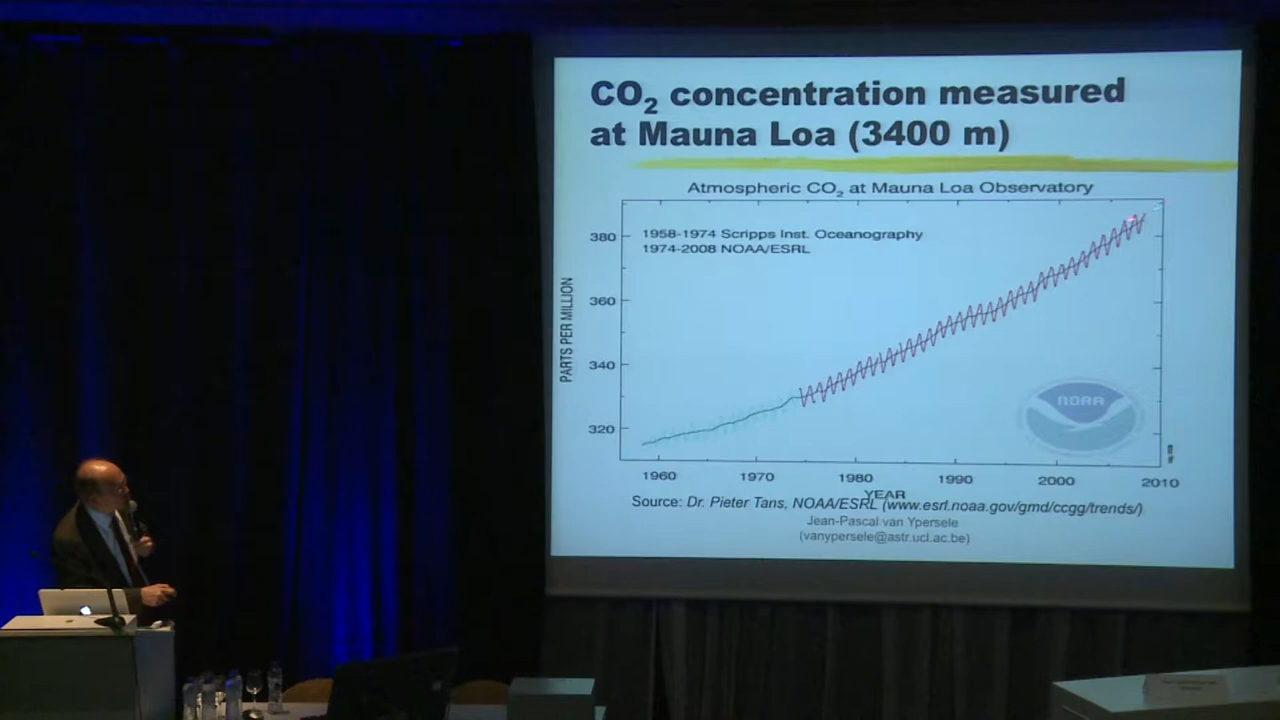 CO₂ concentration measured
at Mauna Loa (3400 m)
Atmospheric CO₂ at Mauna Loa Observatory
1958-1974 Scripps Inst. Oceanography
1974-2008 NOAA/ESRL
PARTS PER MILLION
380
360
340
320
NOAA
1960 1970 1980 1990 2000 2010
YEAR
Source: Dr. Pieter Tans, NOAA/ESRL (www.esrl.noaa.gov/gmd/ccgg/trends/)
Jean-Pascal van Ypersele
(vanypersele@astr.ucl.ac.be)